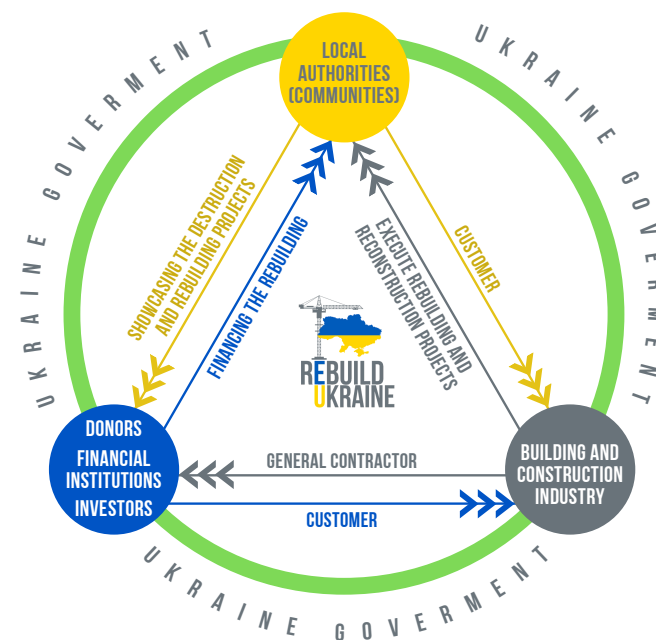 UKRAINE GOVERMENT
UKRAINE GOVERMENT
LOCAL
AUTHORITIES
(COMMUNITIES)
SHOWCASING THE DESTRUCTION
AND REBUILDING PROJECTS
FINANCING THE REBUILDING
EXECUTE REBUILDING AND
RECONSTRUCTION PROJECTS
CUSTOMER
REBUILD
UKRAINE
DONORS
FINANCIAL
INSTITUTIONS
INVESTORS
GENERAL CONTRACTOR
CUSTOMER
BUILDING AND
CONSTRUCTION
INDUSTRY
UKRAINE GOVERMENT